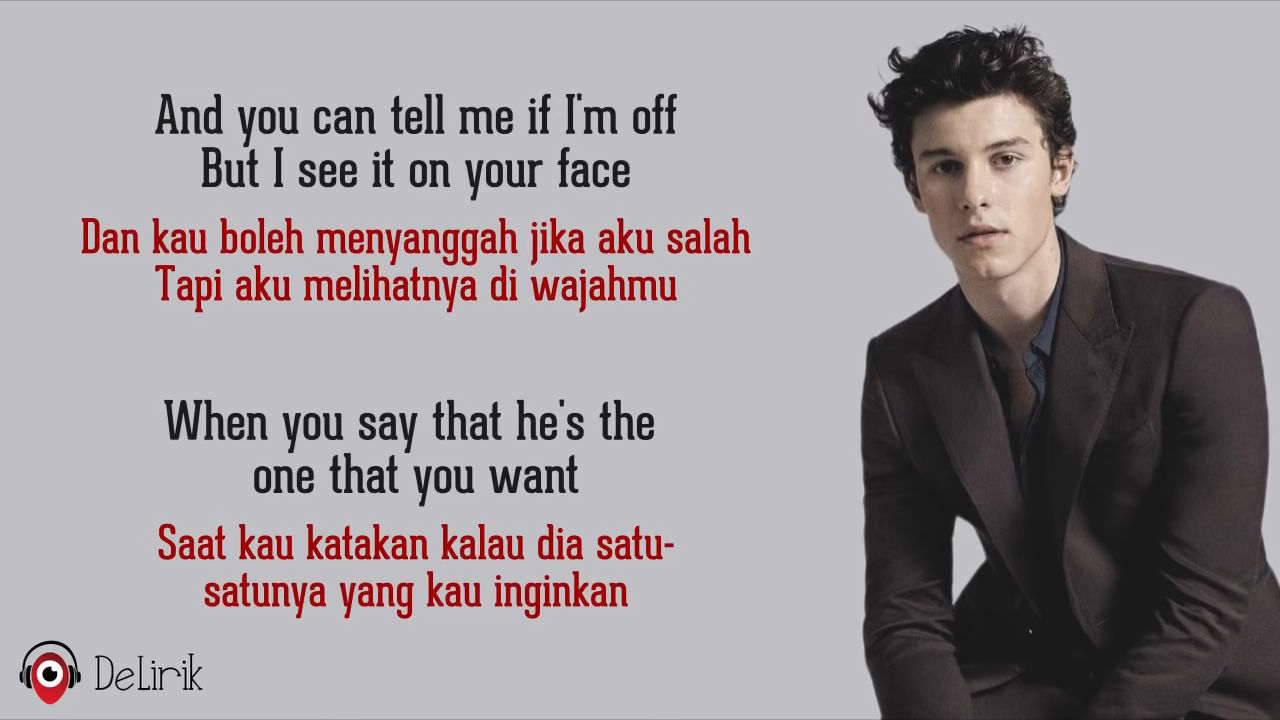 And you can tell me if I'm off
But I see it on your face
Dan kau boleh menyanggah jika aku salah
Tapi aku melihatnya di wajahmu
When you say that he's the
one that you want
Saat kau katakan kalau dia satu-
satunya yang kau inginkan
DeLirik